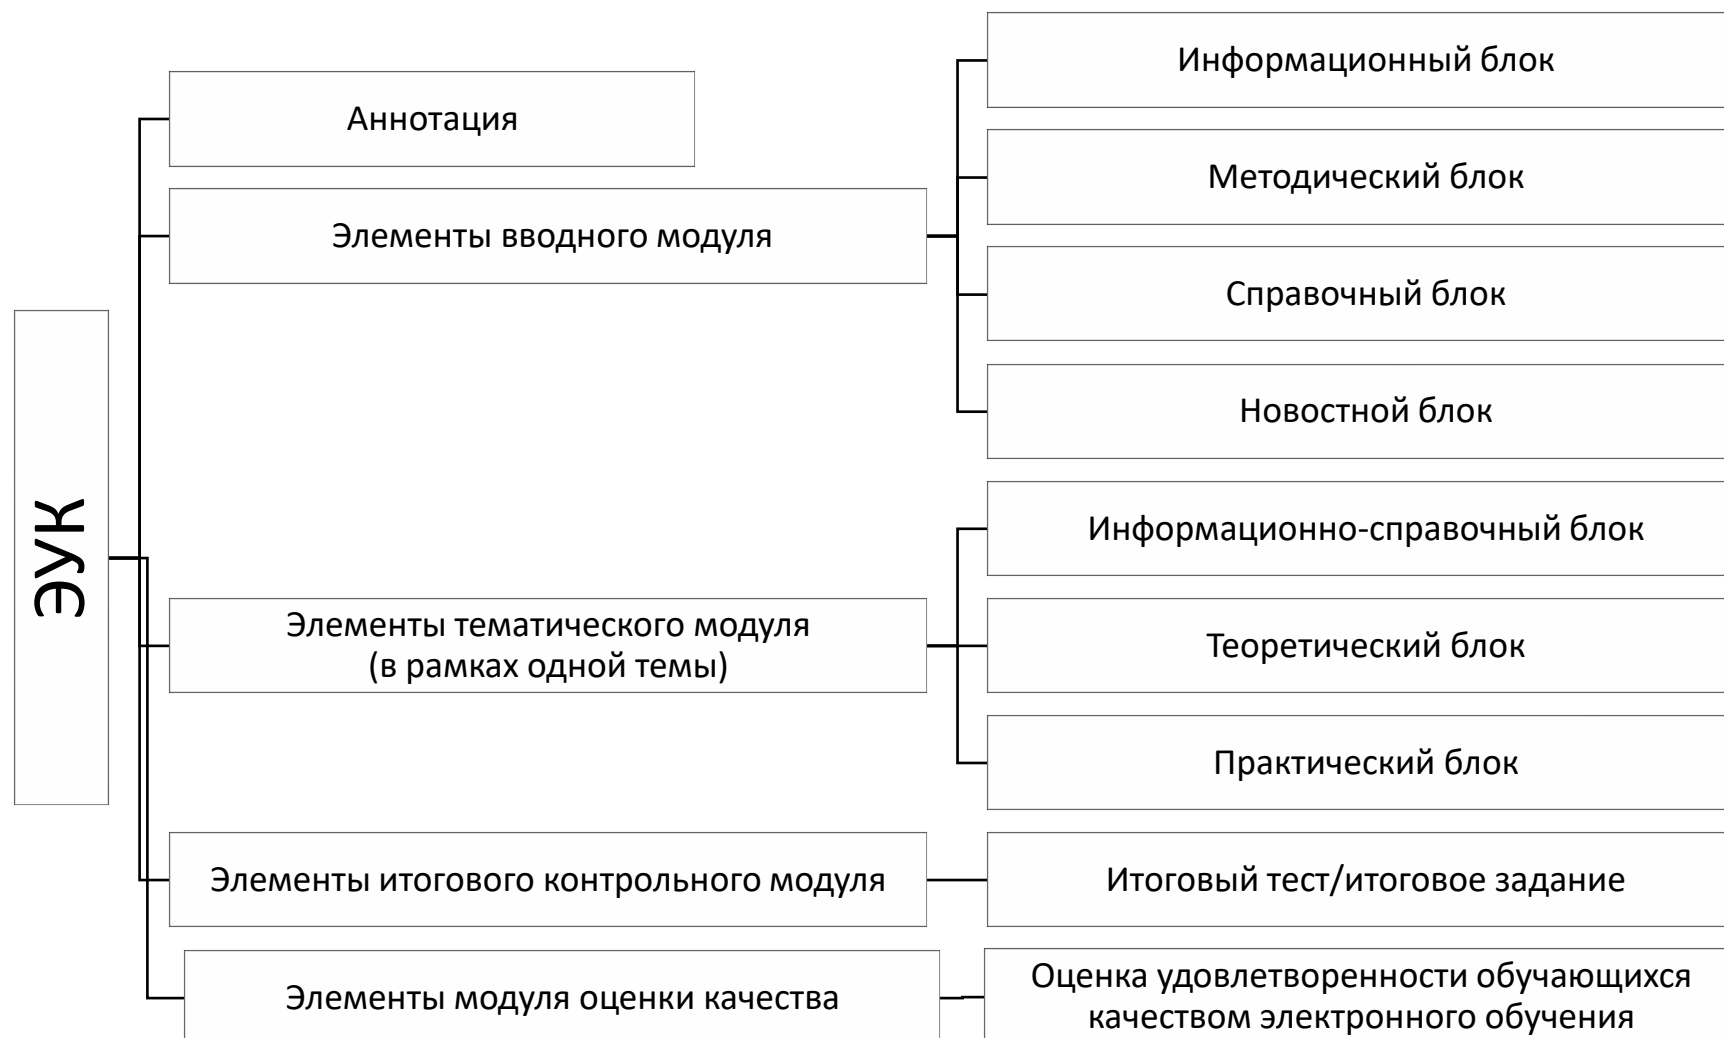 ЭУК
Аннотация
Элементы вводного модуля
Информационный блок
Методический блок
Справочный блок
Новостной блок
Элементы тематического модуля
(в рамках одной темы)
Информационно-справочный блок
Теоретический блок
Практический блок
Элементы итогового контрольного модуля
Итоговый тест/итоговое задание
Элементы модуля оценки качества
Оценка удовлетворенности обучающихся
качеством электронного обучения